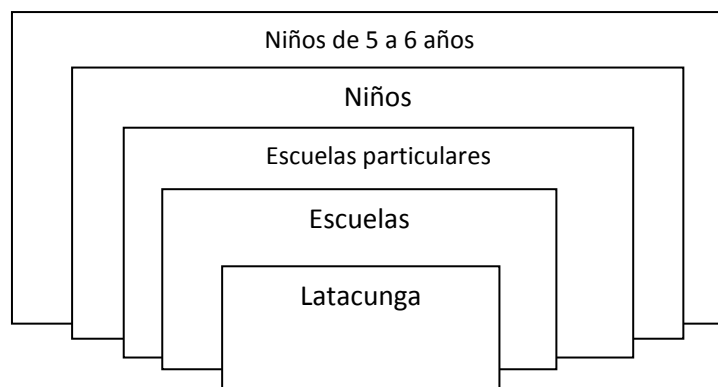 Niños de 5 a 6 años
Niños
Escuelas particulares
Escuelas
Latacunga